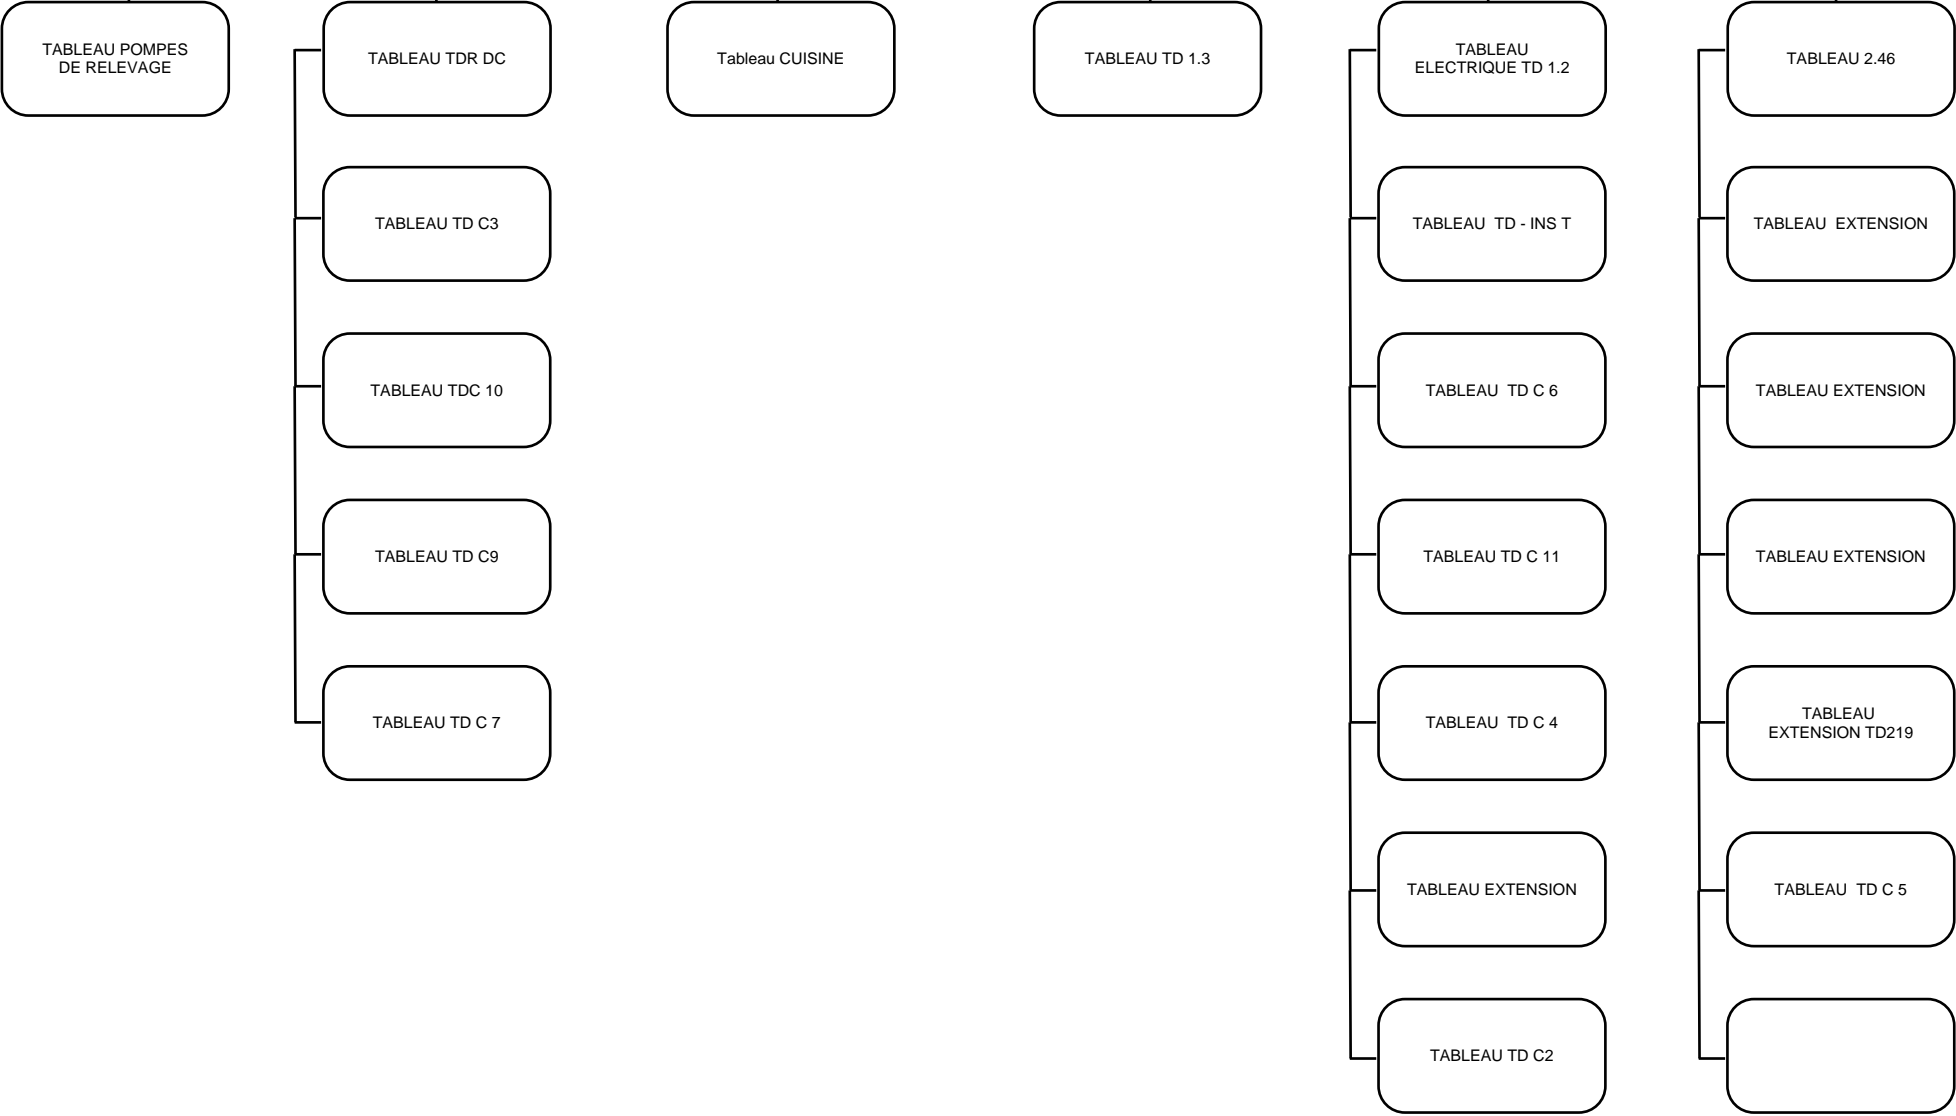 TABLEAU POMPES
DE RELEVAGE
TABLEAU TDR DC
TABLEAU TD C3
TABLEAU TDC 10
TABLEAU TD C9
TABLEAU TD C 7
Tableau CUISINE
TABLEAU TD 1.3
TABLEAU
ELECTRIQUE TD 1.2
TABLEAU  TD - INS T
TABLEAU  TD C 6
TABLEAU TD C 11
TABLEAU  TD C 4
TABLEAU EXTENSION
TABLEAU TD C2
TABLEAU 2.46
TABLEAU  EXTENSION
TABLEAU EXTENSION
TABLEAU EXTENSION
TABLEAU
EXTENSION TD219
TABLEAU  TD C 5